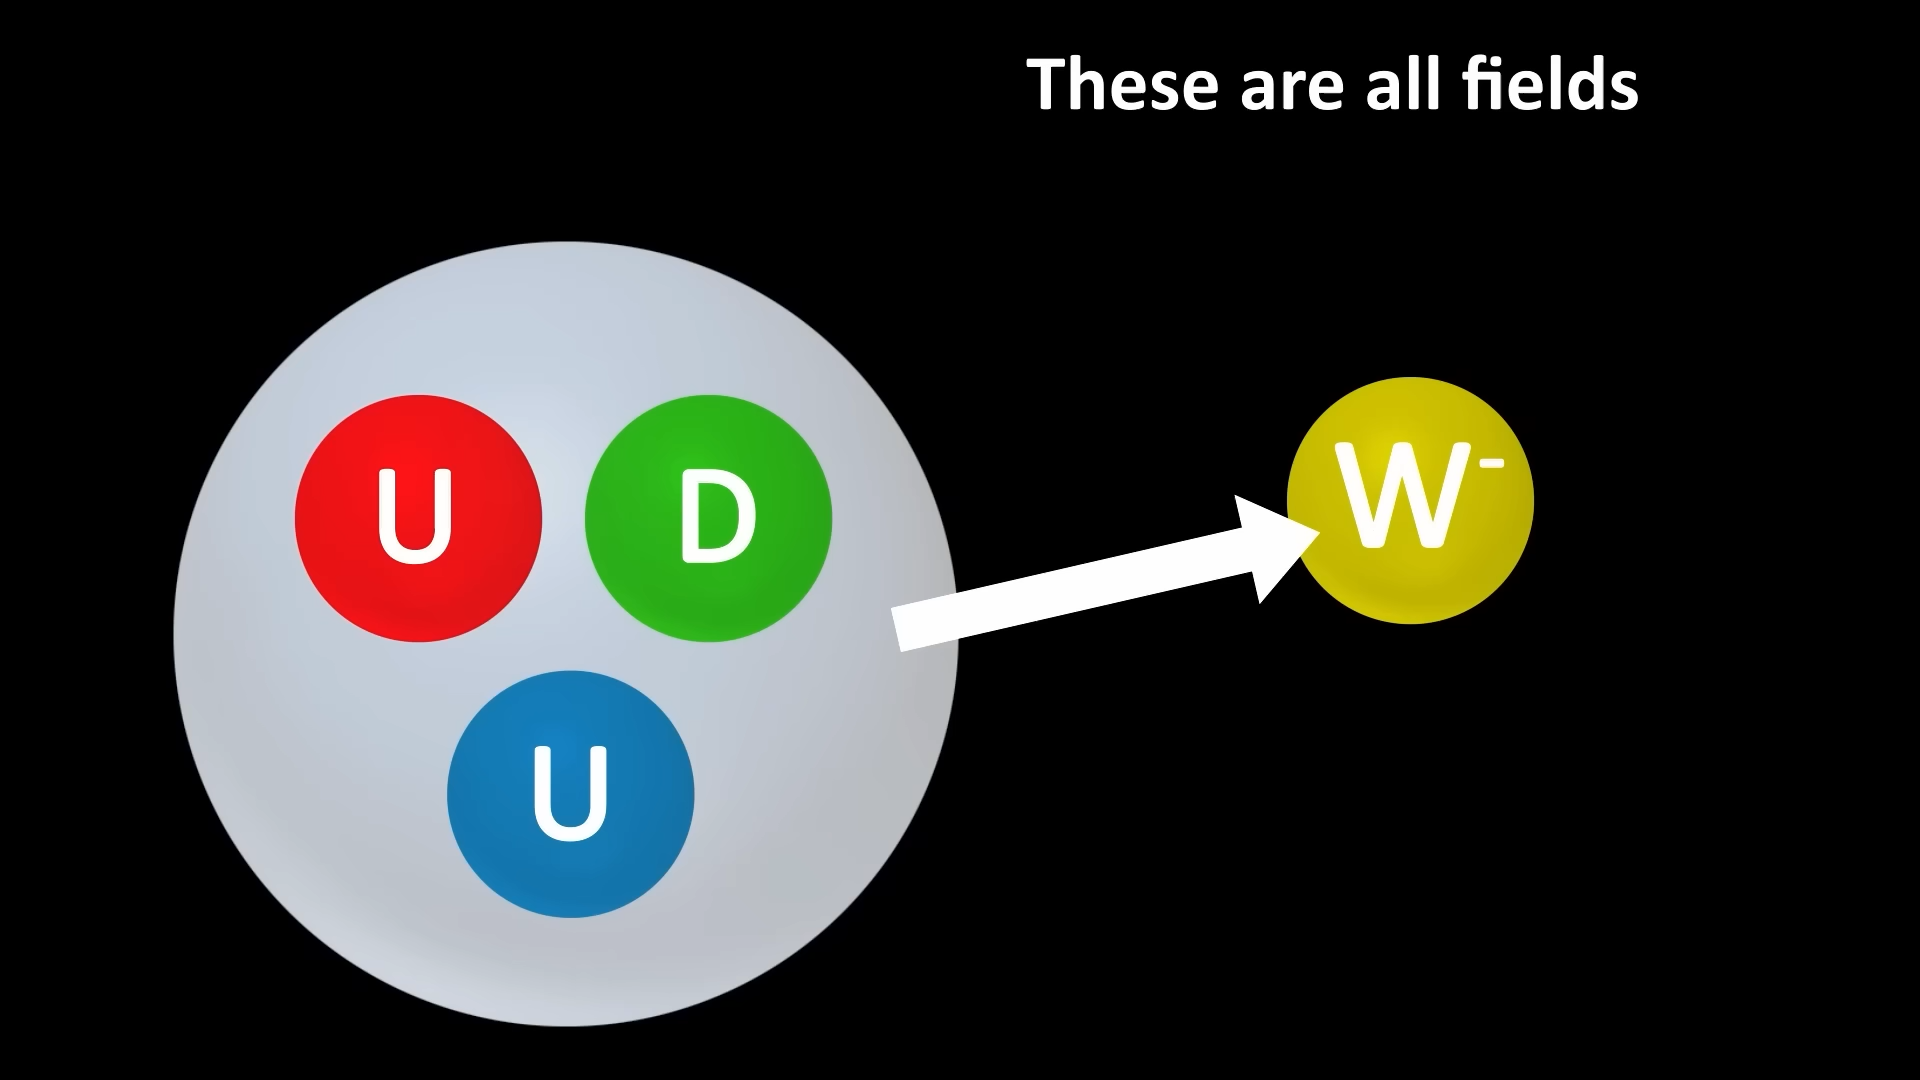 These are all fields
U
D
W⁻
U